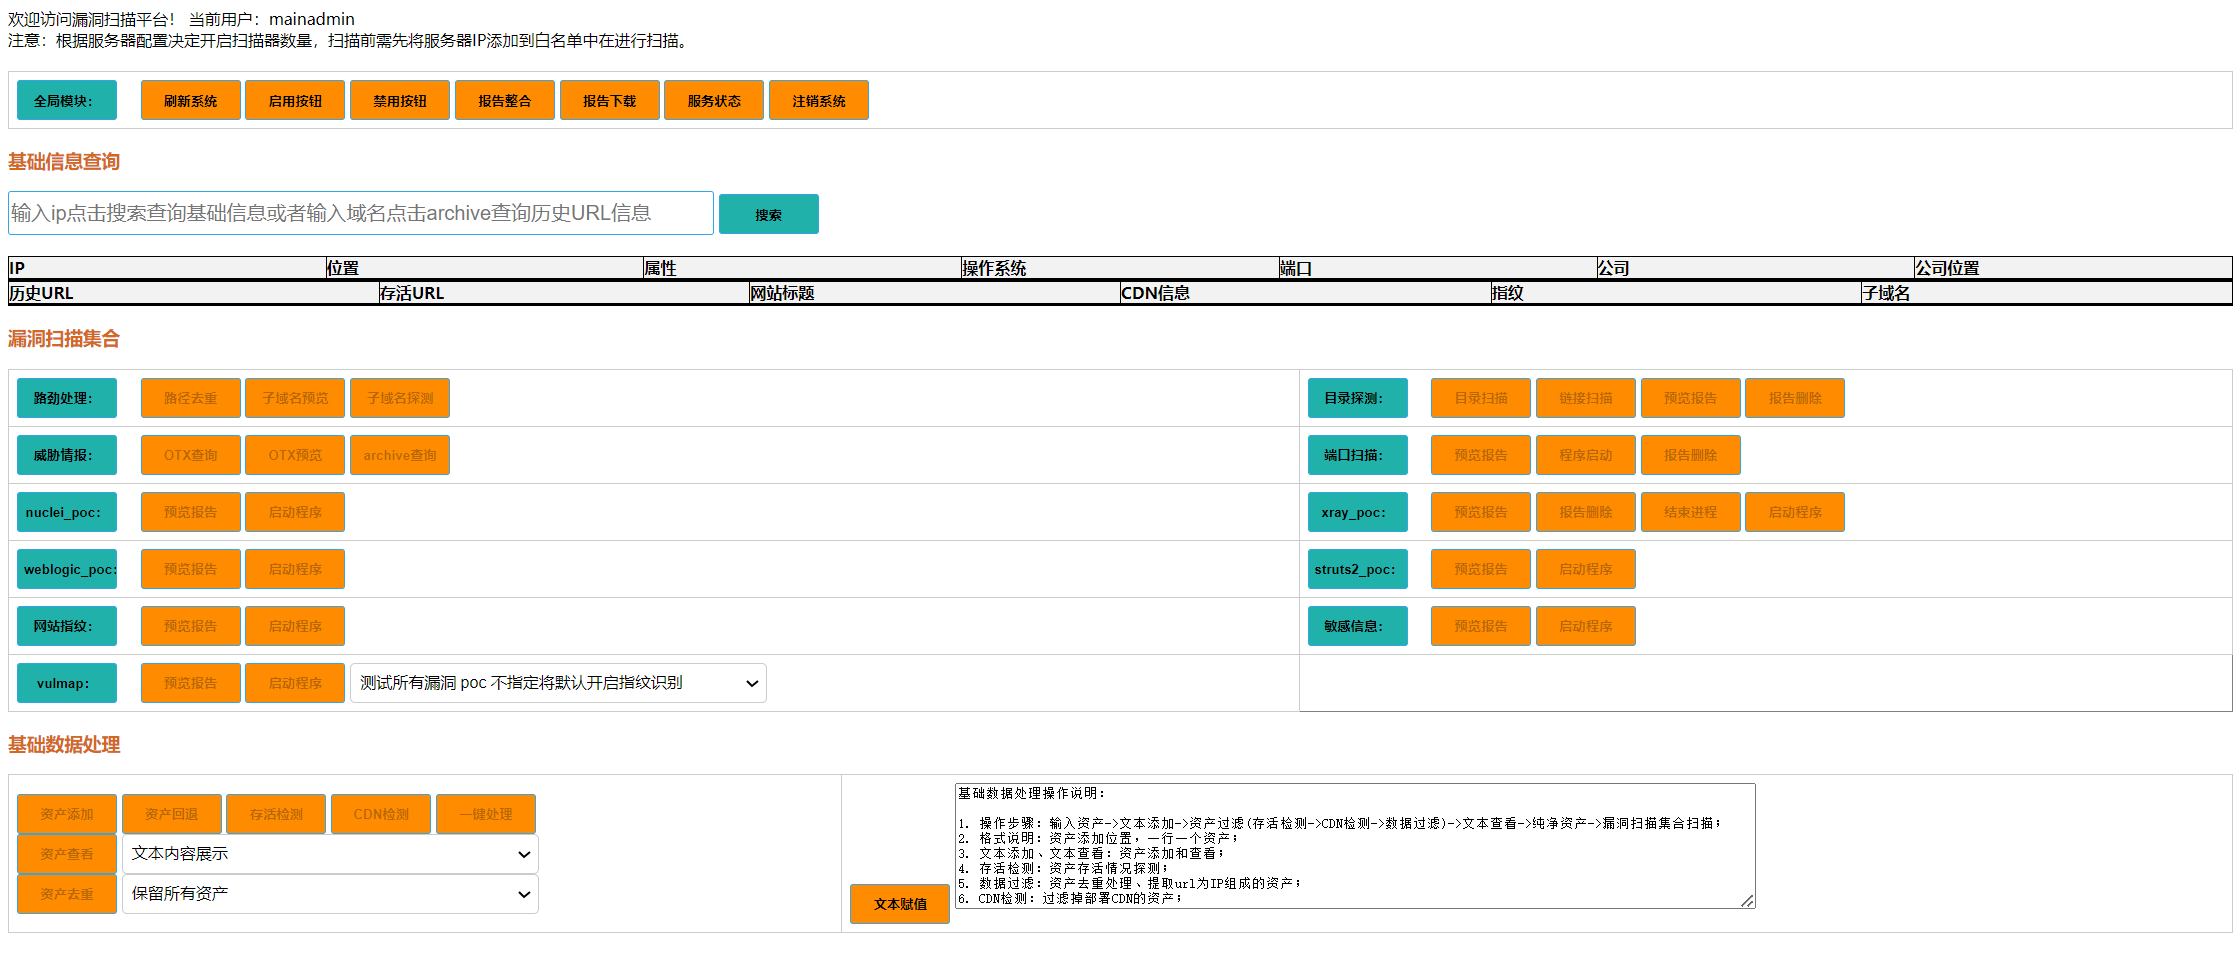 欢迎访问漏洞扫描平台！ 当前用户：mainadmin
注意：根据服务器配置决定开启扫描器数量，扫描前需先将服务器IP添加到白名单中在进行扫描。
全局模块： 刷新系统 启用按钮 禁用按钮 报告整合 报告下载 服务状态 注销系统
基础信息查询
输入ip点击搜索查询基础信息或者输入域名点击archive查询历史URL信息 搜索
IP 位置 属性 操作系统 端口 公司 公司位置
历史URL 存活URL 网站标题 CDN信息 指纹 子域名
漏洞扫描集合
路劲处理： 路径去重 子域名预览 子域名探测 目录探测： 目录扫描 链接扫描 预览报告 报告删除
威胁情报： OTX查询 OTX预览 archive查询 端口扫描： 预览报告 程序启动 报告删除
nuclei_poc： 预览报告 启动程序 xray_poc： 预览报告 报告删除 结束进程 启动程序
weblogic_poc： 预览报告 启动程序 struts2_poc： 预览报告 启动程序
网站指纹： 预览报告 启动程序 敏感信息： 预览报告 启动程序
vulmap： 预览报告 启动程序 测试所有漏洞 poc 不指定将默认开启指纹识别
基础数据处理
资产添加 资产回退 存活检测 CDN检测 一键处理
资产查看 文本内容展示
资产去重 保留所有资产
文本赋值
基础数据处理操作说明：
1. 操作步骤：输入资产->文本添加->资产过滤(存活检测->CDN检测->数据过滤)->文本查看->纯净资产->漏洞扫描集合扫描；
2. 格式说明：资产添加位置，一行一个资产；
3. 文本添加、文本查看：资产添加和查看；
4. 存活检测：资产存活情况探测；
5. 数据过滤：资产去重处理、提取url为IP组成的资产；
6. CDN检测：过滤掉部署CDN的资产；